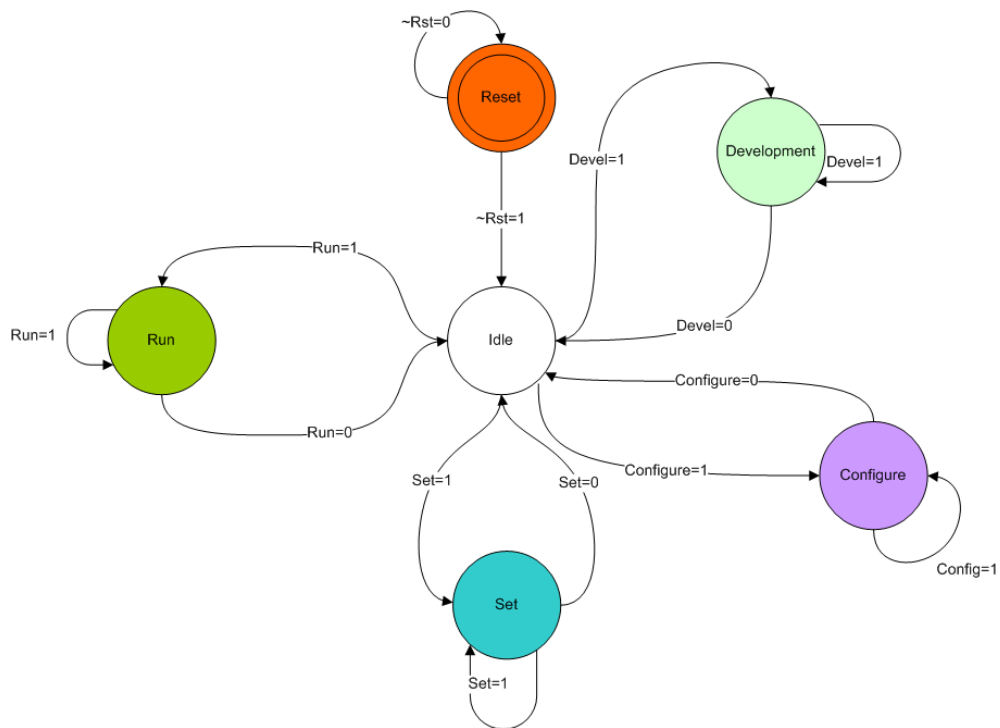 ~Rst=0
Reset
Devel=1
Development
Devel=1
~Rst=1
Run=1
Run=1
Run
Idle
Devel=0
Configure=0
Run=0
Set=1
Set=0
Configure=1
Configure
Config=1
Set
Set=1